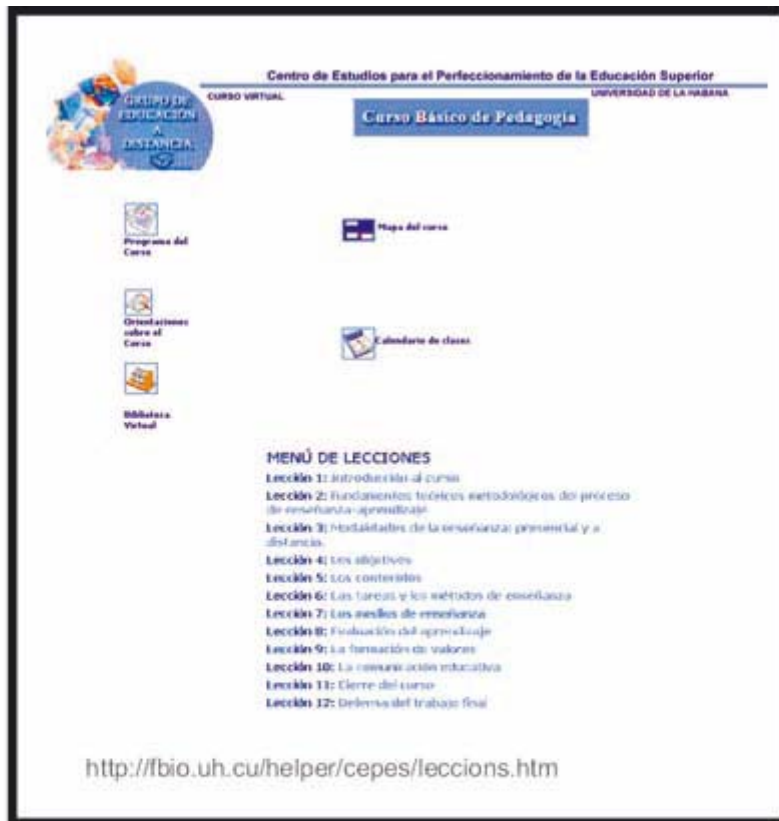 Centro de Estudios para el Perfeccionamiento de la Educación Superior
CURSO VIRTUAL
UNIVERSIDAD DE LA HABANA
GRUPO DE
EDUCACIÓN
A
DISTANCIA
Curso Básico de Pedagogía
Programa del
Curso
Mapa del curso
Orientaciones
sobre el
Curso
Calendario de clases
Biblioteca
Virtual
MENÚ DE LECCIONES
Lección 1: Introducción al curso
Lección 2: Fundamentos teóricos metodológicos del proceso
de enseñanza-aprendizaje
Lección 3: Modalidades de la enseñanza: presencial y a
distancia.
Lección 4: Los objetivos
Lección 5: Los contenidos
Lección 6: Las tareas y los métodos de enseñanza
Lección 7: Los medios de enseñanza
Lección 8: Evaluación del aprendizaje
Lección 9: La formación de valores
Lección 10: La comunicación educativa
Lección 11: Cierre del curso
Lección 12: Defensa del trabajo final
http://fbio.uh.cu/helper/cepes/leccions.htm